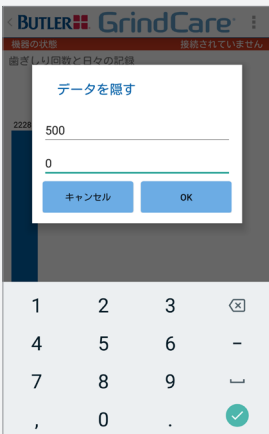 BUTLER GrindCare
機器の状態 接続されていません
歯ぎしり回数と日々の記録
データを隠す
2228
500
0
キャンセル OK
1 2 3
4 5 6 -
7 8 9
, 0 .